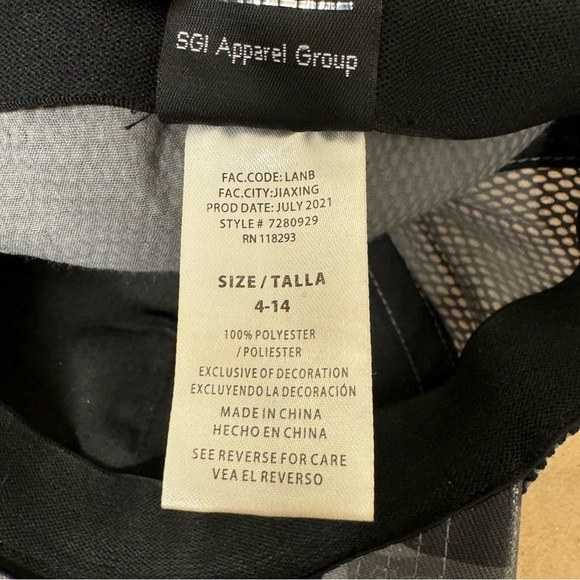 SGI Apparel Group
FAC.CODE: LANB
FAC.CITY: JIAXING
PROD DATE: JULY 2021
STYLE # 7280929
RN 118293
SIZE / TALLA
4-14
100% POLYESTER
/ POLIESTER
EXCLUSIVE OF DECORATION
EXCLUYENDO LA DECORACIÓN
MADE IN CHINA
HECHO EN CHINA
SEE REVERSE FOR CARE
VEA EL REVERSO